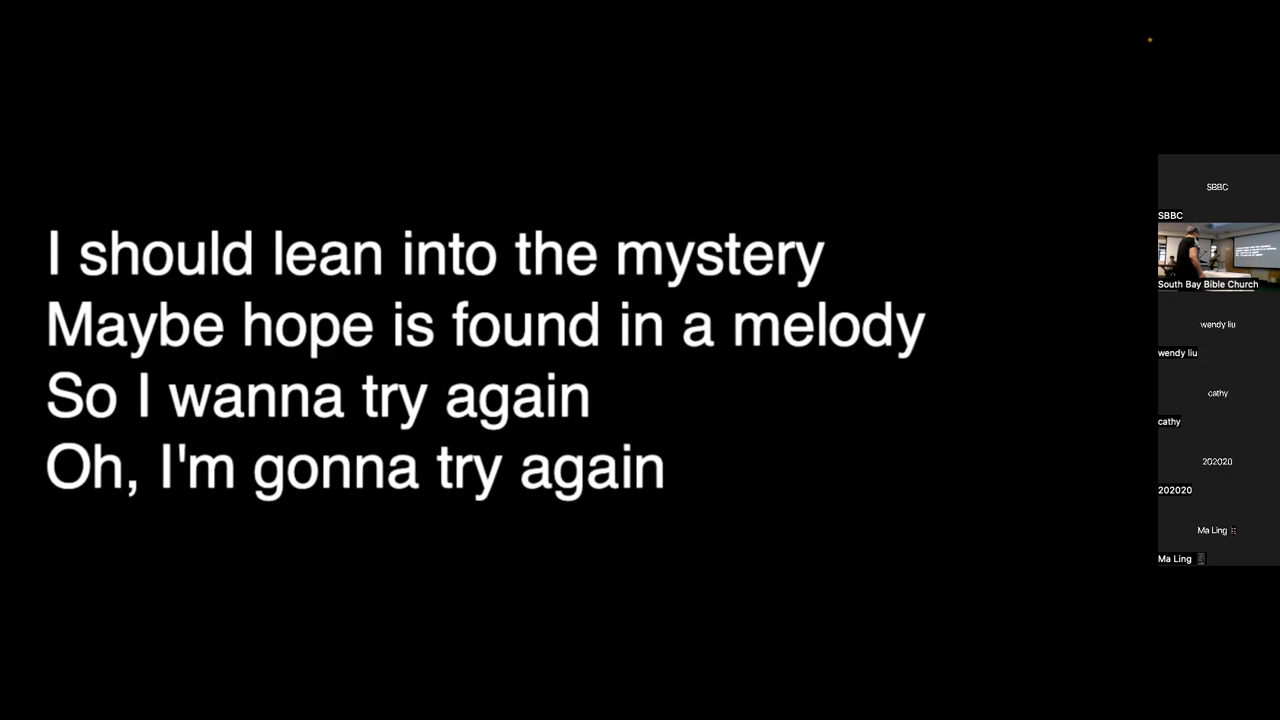 I should lean into the mystery
Maybe hope is found in a melody
So I wanna try again
Oh, I'm gonna try again
SBBC
SBBC
South Bay Bible Church
wendy liu
wendy liu
cathy
cathy
202020
202020
Ma Ling
Ma Ling